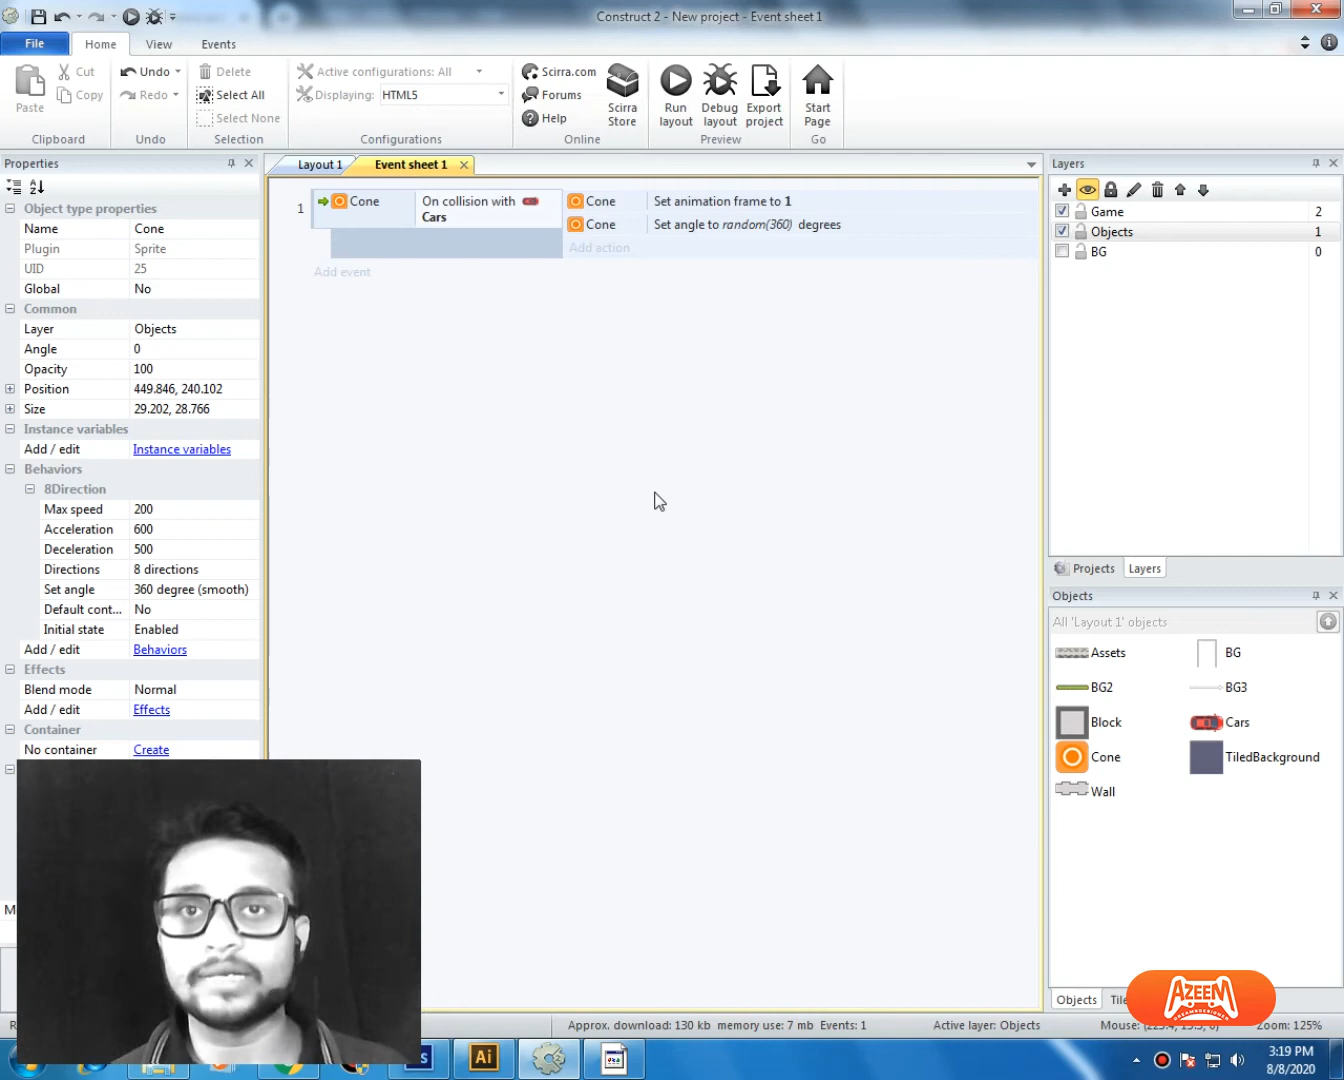 Construct 2 - New project - Event sheet 1
File Home View Events
Paste Cut Copy Clipboard
Undo Redo Undo
Delete Select All Select None Selection
Active configurations: All
Displaying: HTML5
Configurations
Scirra.com Forums Help Scirra Store Online
Run layout Debug layout Export project Preview
Start Page Go
Properties
Object type properties
Name Cone
Plugin Sprite
UID 25
Global No
Common
Layer Objects
Angle 0
Opacity 100
Position 449.846, 240.102
Size 29.202, 28.766
Instance variables
Add / edit Instance variables
Behaviors
8Direction
Max speed 200
Acceleration 600
Deceleration 500
Directions 8 directions
Set angle 360 degree (smooth)
Default cont... No
Initial state Enabled
Add / edit Behaviors
Effects
Blend mode Normal
Add / edit Effects
Container
No container Create
Layout 1 Event sheet 1
1 Cone On collision with Cars
Cone Set animation frame to 1
Cone Set angle to random(360) degrees
Add action
Add event
Layers
Game 2
Objects 1
BG 0
Projects Layers
Objects
All 'Layout 1' objects
Assets BG
BG2 BG3
Block Cars
Cone TiledBackground
Wall
Objects
AZEEM
Approx. download: 130 kb memory use: 7 mb Events: 1 Active layer: Objects Zoom: 125%
Ai
3:19 PM
8/8/2020